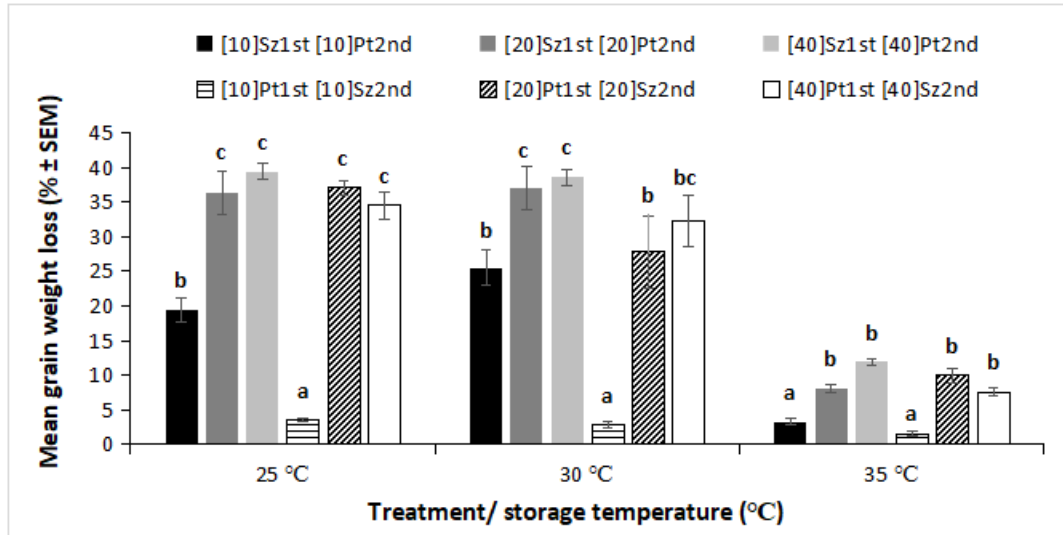 [10]Sz1st [10]Pt2nd [20]Sz1st [20]Pt2nd [40]Sz1st [40]Pt2nd
[10]Pt1st [10]Sz2nd [20]Pt1st [20]Sz2nd [40]Pt1st [40]Sz2nd
Mean grain weight loss (% ± SEM)
45
40
35
30
25
20
15
10
5
0
b c c a c c
b c c a b bc
a b b a b b
25 °C 30 °C 35 °C
Treatment/ storage temperature (°C)